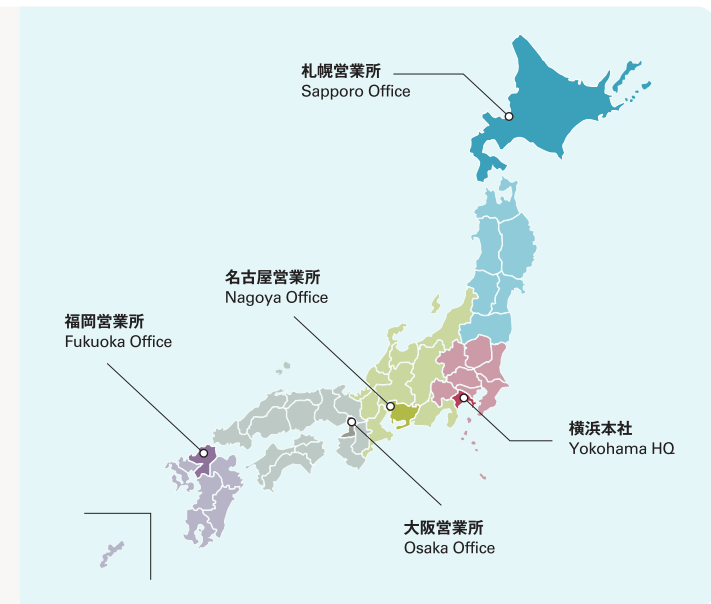 札幌営業所
Sapporo Office
名古屋営業所
Nagoya Office
福岡営業所
Fukuoka Office
横浜本社
Yokohama HQ
大阪営業所
Osaka Office